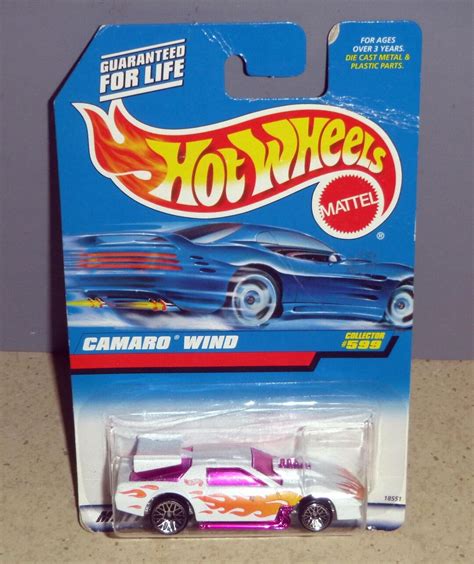 GUARANTEED
FOR LIFE
FOR AGES
OVER 3 YEARS.
DIE CAST METAL &
PLASTIC PARTS.
HOT WHEELS
MATTEL
®
CAMARO® WIND
COLLECTOR
#599
18551